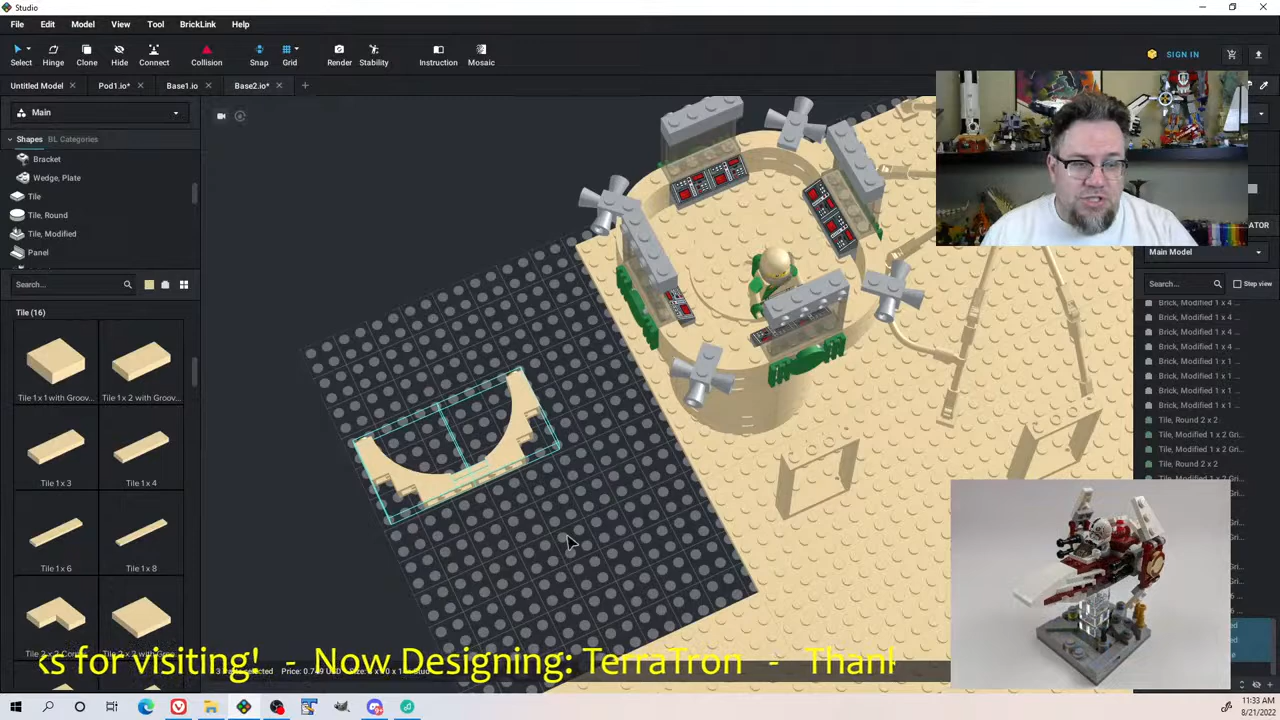 Studio
File Edit Model View Tool BrickLink Help
Select Hinge Clone Hide Connect Collision Snap Grid Render Stability Instruction Mosaic
SIGN IN
Untitled Model Pod1.io* Base1.io Base2.io*
Main
Shapes BL Categories
Bracket
Wedge, Plate
Tile
Tile, Round
Tile, Modified
Panel
Search...
Tile (16)
1 x 1 with Groov...
1 x 2 with Groov...
Tile 1 x 3
Tile 1 x 4
Tile 1 x 6
Tile 1 x 8
Main Model
Search... Step view
Brick, Modified 1 x 4 ...
Brick, Modified 1 x 4 ...
Brick, Modified 1 x 4 ...
Brick, Modified 1 x 4 ...
Brick, Modified 1 x 1 ...
Brick, Modified 1 x 1 ...
Brick, Modified 1 x 1 ...
Brick, Modified 1 x 1 ...
Tile, Round 2 x 2
Tile, Modified 1 x 2 Gri...
Tile, Modified 1 x 2 Gri...
Tile, Round 2 x 2
ks for visiting! - Now Designing: TerraTron - Thank
11:33 AM
8/21/2022